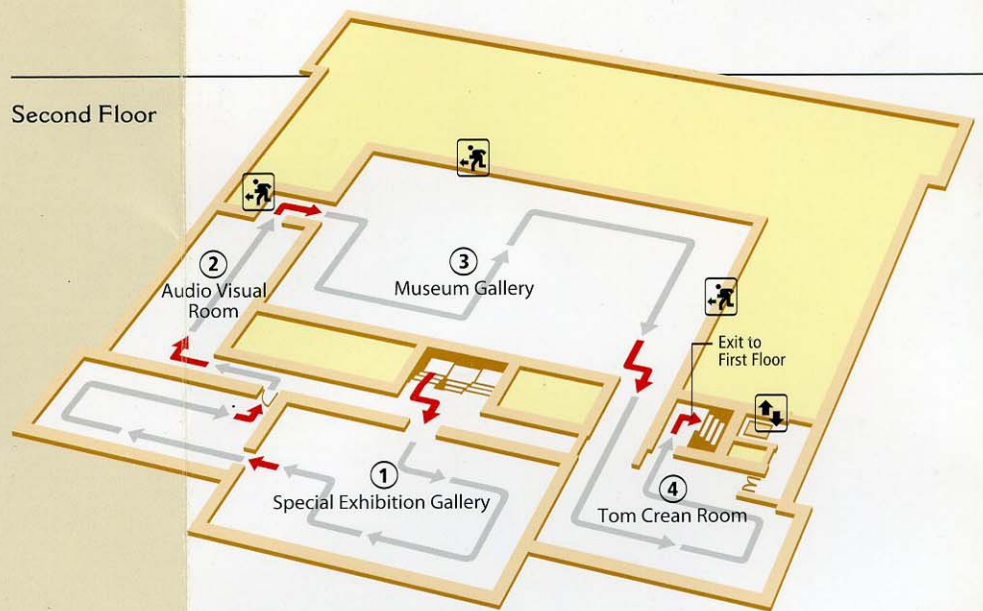 Second Floor
2
Audio Visual
Room
3
Museum Gallery
Exit to
First Floor
1
Special Exhibition Gallery
4
Tom Crean Room